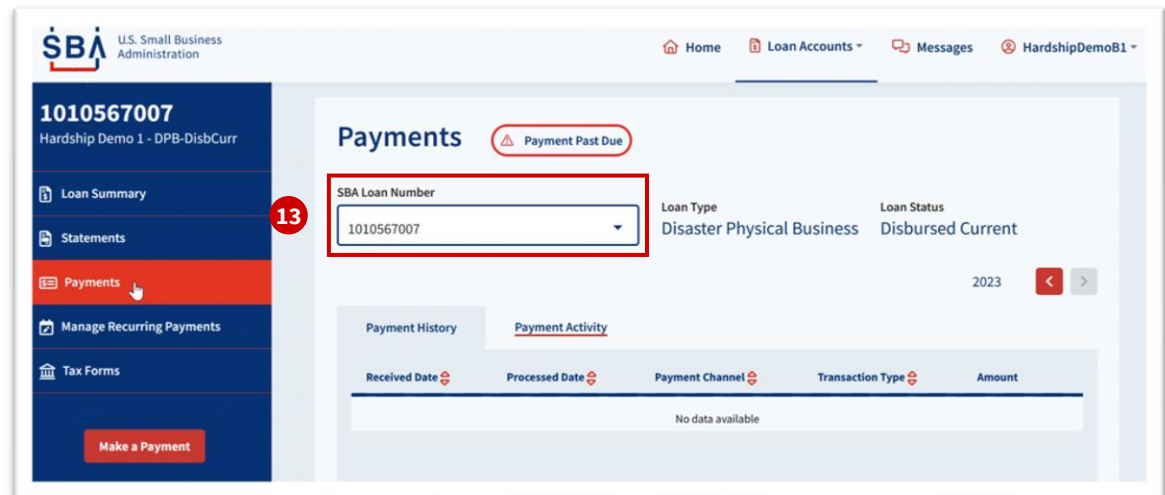 SBA U.S. Small Business
Administration
Home Loan Accounts Messages HardshipDemoB1
1010567007
Hardship Demo 1 - DPB-DisbCurr
Loan Summary
Statements
Payments
Manage Recurring Payments
Tax Forms
Make a Payment
Payments Payment Past Due
13
SBA Loan Number
1010567007
Loan Type
Disaster Physical Business
Loan Status
Disbursed Current
2023
Payment History Payment Activity
Received Date Processed Date Payment Channel Transaction Type Amount
No data available